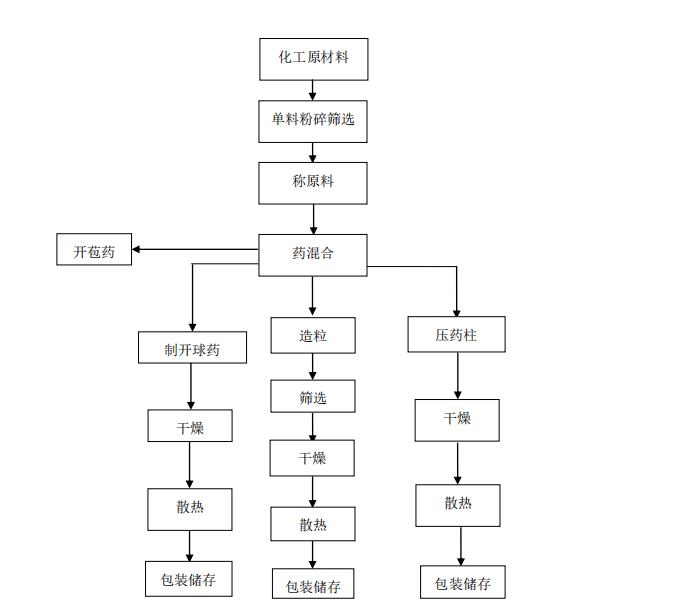 化工原材料
单料粉碎筛选
称原料
药混合
开苞药
制开球药
造粒
压药柱
筛选
干燥
干燥
干燥
散热
散热
散热
包装储存
包装储存
包装储存